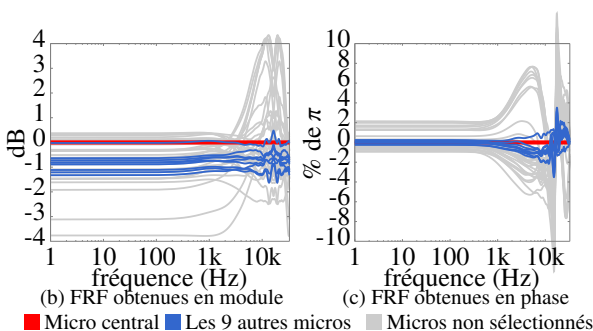 4
3
2
1
0
-1
-2
-3
-4
dB
1 10 100 1k 10k
fréquence (Hz)
(b) FRF obtenues en module
10
8
6
4
2
0
-2
-4
-6
-8
-10
% de π
1 10 100 1k 10k
fréquence (Hz)
(c) FRF obtenues en phase
Micro central Les 9 autres micros Micros non sélectionnés